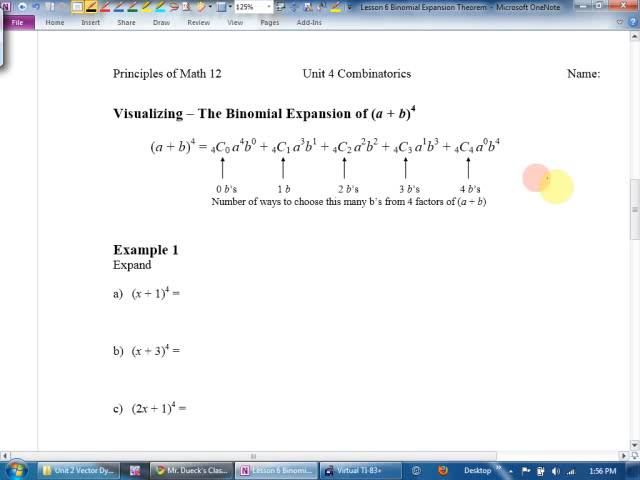 Lesson 6 Binomial Expansion Theorem - Microsoft OneNote
125%
File Home Insert Share Draw Review View Page Setup Add-Ins
Principles of Math 12 Unit 4 Combinatorics Name:
Visualizing – The Binomial Expansion of (a + b)⁴
(a + b)⁴ = ₄C₀ a⁴b⁰ + ₄C₁ a³b¹ + ₄C₂ a²b² + ₄C₃ a¹b³ + ₄C₄ a⁰b⁴
0 b's 1 b 2 b's 3 b's 4 b's
Number of ways to choose this many b's from 4 factors of (a + b)
Example 1
Expand
a) (x + 1)⁴ =
b) (x + 3)⁴ =
c) (2x + 1)⁴ =
Unit 2 Vector Dy... Mr. Dueck's Classe... Lesson 6 Binomi... Virtual TI-83+ Desktop » 1:56 PM